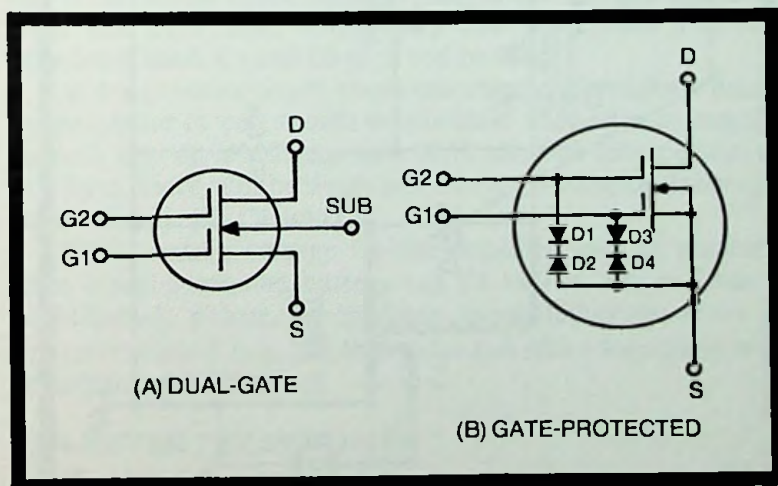 D
G2
G1
SUB
S
(A) DUAL-GATE
D
G2
G1
D1 D3
D2 D4
S
(B) GATE-PROTECTED